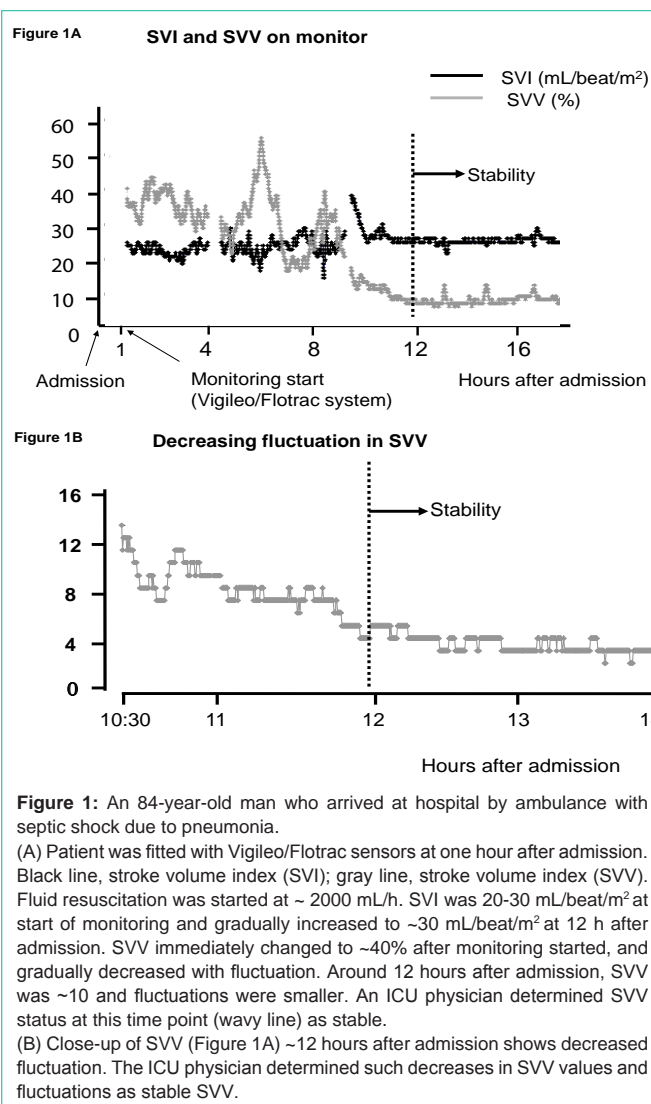 Figure 1A
SVI and SVV on monitor
SVI (mL/beat/m²)
SVV (%)
60
50
40
30
20
10
0
Stability
1
4
8
12
16
Admission
Monitoring start
(Vigileo/Flotrac system)
Hours after admission
Figure 1B
Decreasing fluctuation in SVV
16
12
8
4
0
Stability
10:30
11
12
13
Hours after admission
Figure 1: An 84-year-old man who arrived at hospital by ambulance with
septic shock due to pneumonia.
(A) Patient was fitted with Vigileo/Flotrac sensors at one hour after admission.
Black line, stroke volume index (SVI); gray line, stroke volume index (SVV).
Fluid resuscitation was started at ~ 2000 mL/h. SVI was 20-30 mL/beat/m² at
start of monitoring and gradually increased to ~30 mL/beat/m² at 12 h after
admission. SVV immediately changed to ~40% after monitoring started, and
gradually decreased with fluctuation. Around 12 hours after admission, SVV
was ~10 and fluctuations were smaller. An ICU physician determined SVV
status at this time point (wavy line) as stable.
(B) Close-up of SVV (Figure 1A) ~12 hours after admission shows decreased
fluctuation. The ICU physician determined such decreases in SVV values and
fluctuations as stable SVV.